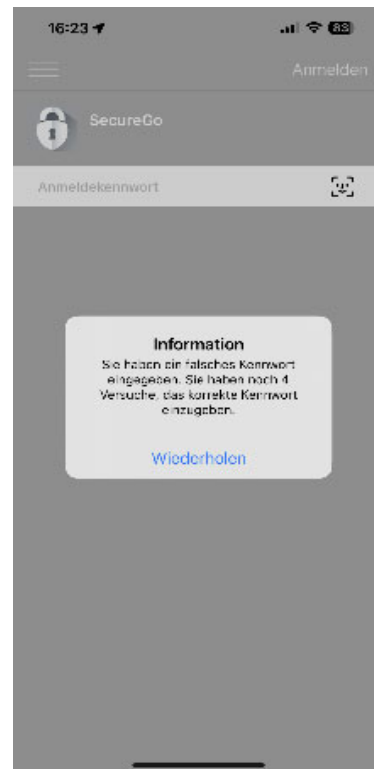 16:23
83
Anmelden
SecureGo
Anmeldekennwort
Information
Sie haben ein falsches Kennwort
eingegeben. Sie haben noch 4
Versuche, das korrekte Kennwort
einzugeben.
Wiederholen